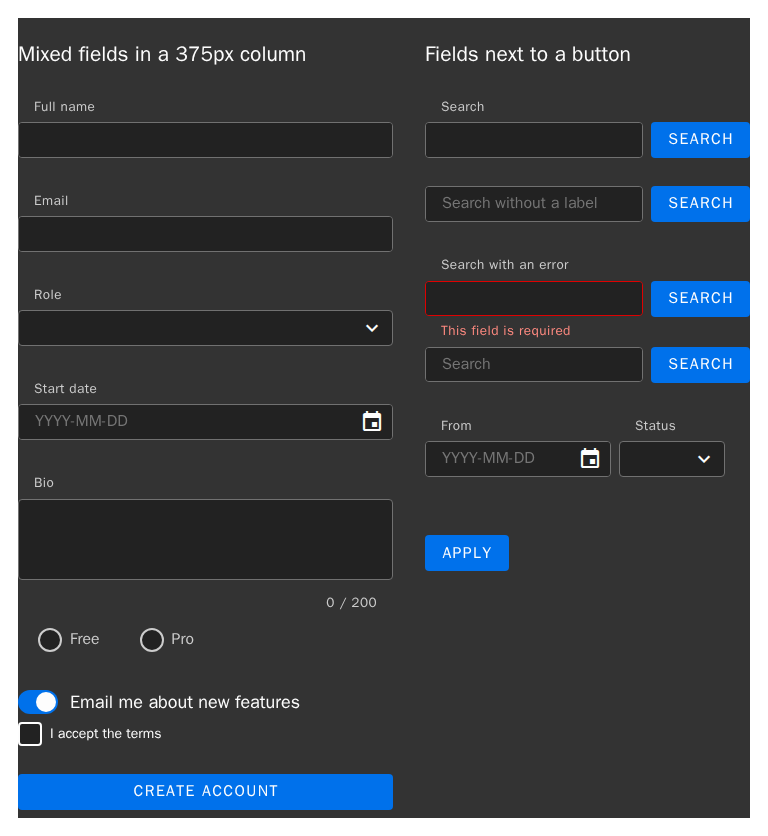 Mixed fields in a 375px column
Full name
Email
Role
Start date
YYYY-MM-DD
Bio
0 / 200
Free
Pro
Email me about new features
I accept the terms
CREATE ACCOUNT
Fields next to a button
Search
SEARCH
Search without a label
SEARCH
Search with an error
SEARCH
This field is required
Search
SEARCH
From
Status
YYYY-MM-DD
APPLY